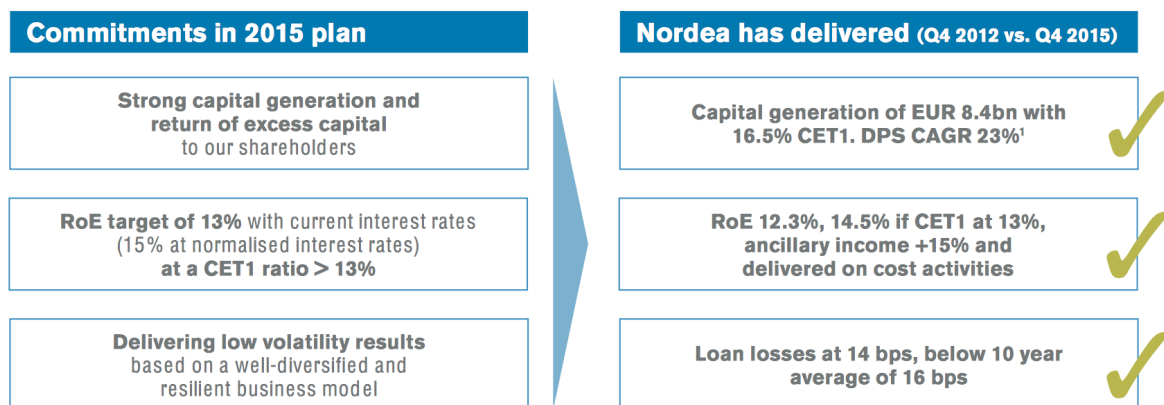 Commitments in 2015 plan
Nordea has delivered (Q4 2012 vs. Q4 2015)
Strong capital generation and
return of excess capital
to our shareholders
Capital generation of EUR 8.4bn with
16.5% CET1. DPS CAGR 23%¹
RoE target of 13% with current interest rates
(15% at normalised interest rates)
at a CET1 ratio > 13%
RoE 12.3%, 14.5% if CET1 at 13%,
ancillary income +15% and
delivered on cost activities
Delivering low volatility results
based on a well-diversified and
resilient business model
Loan losses at 14 bps, below 10 year
average of 16 bps